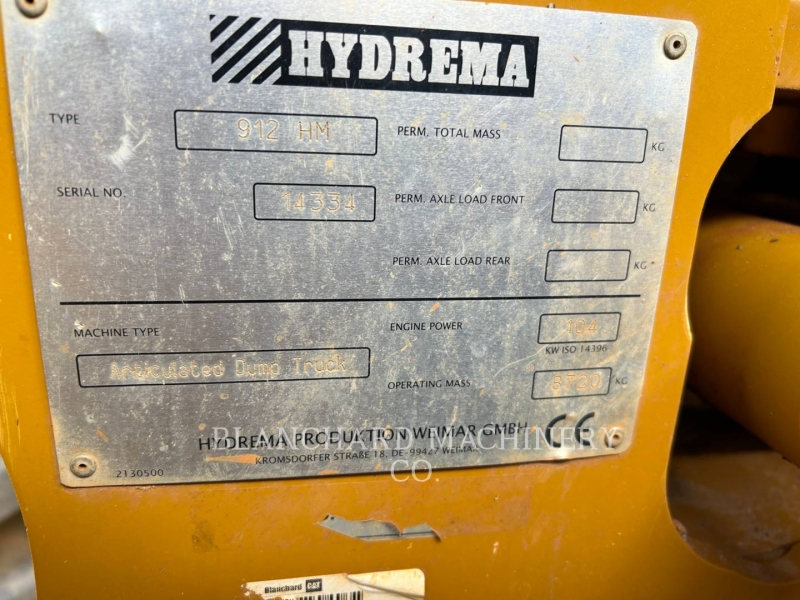 HYDREMA
TYPE 912 HM
SERIAL NO. 14334
PERM. TOTAL MASS KG
PERM. AXLE LOAD FRONT KG
PERM. AXLE LOAD REAR KG
MACHINE TYPE
Articulated Dump Truck
ENGINE POWER 104
KW ISO 14396
OPERATING MASS 8720 KG
HYDREMA PRODUKTION WEIMAR GMBH CE
KROMSDORFER STRAßE 18, DE-99427 WEIMAR
2130500
BLANCHARD MACHINERY
CO.
Blanchard CAT